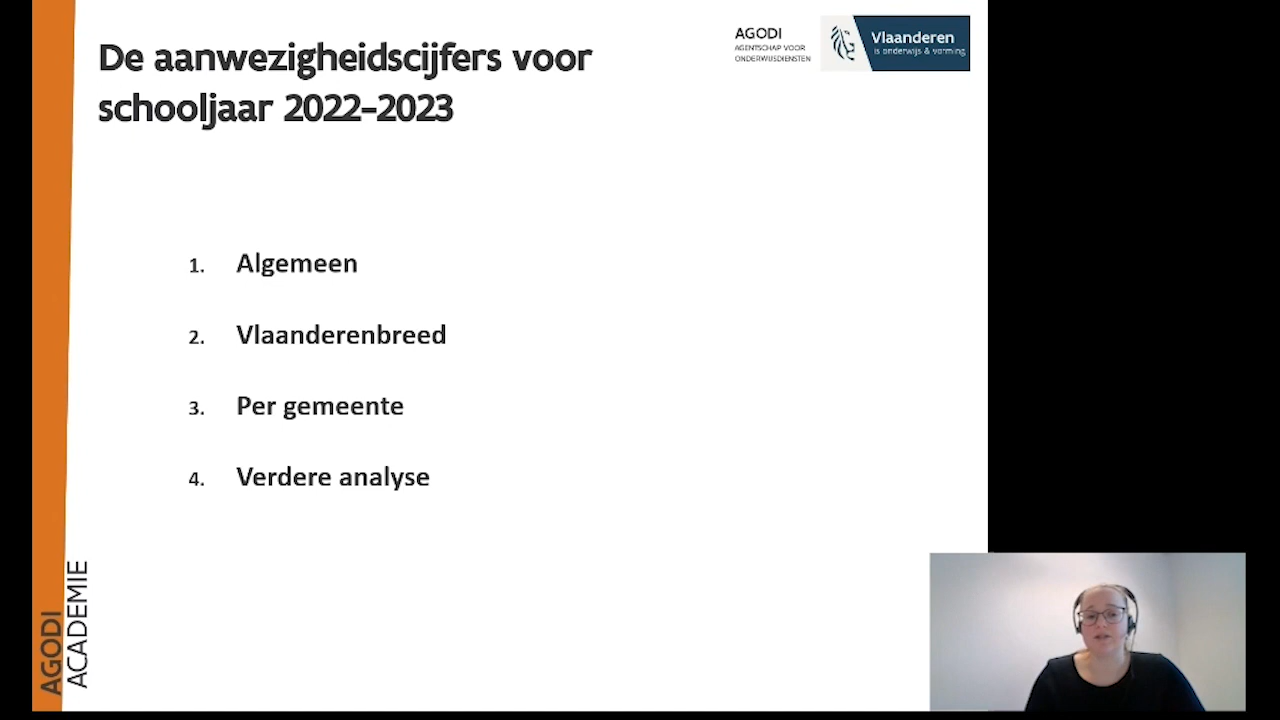 De aanwezigheidscijfers voor
schooljaar 2022-2023
AGODI
AGENTSCHAP VOOR
ONDERWIJSDIENSTEN
Vlaanderen
is onderwijs & vorming
1. Algemeen
2. Vlaanderenbreed
3. Per gemeente
4. Verdere analyse
AGODI
ACADEMIE